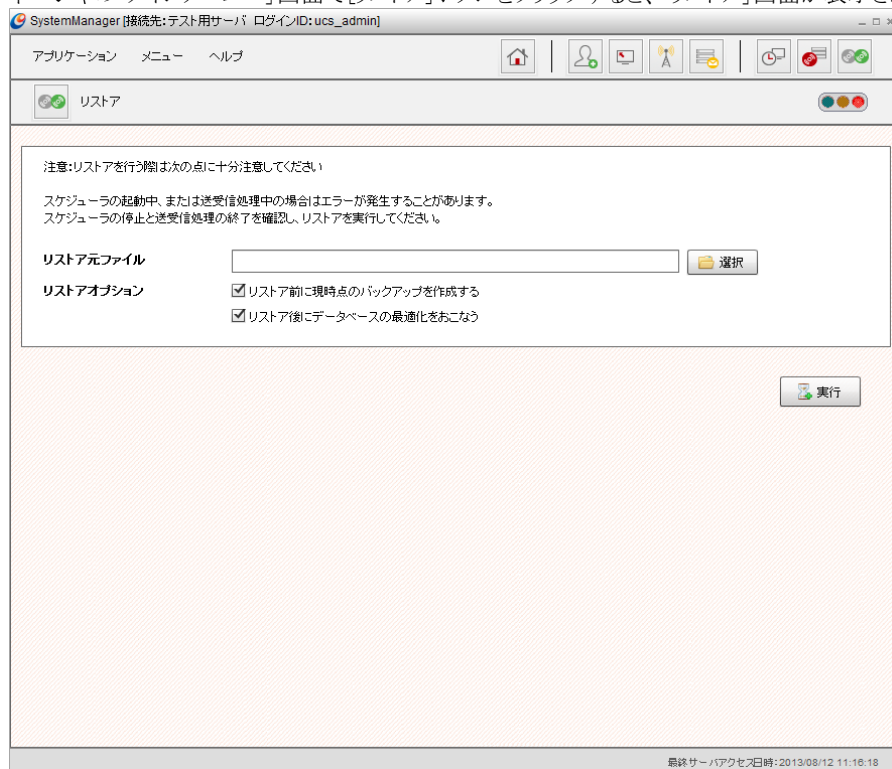 SystemManager [接続先:テスト用サーバ ログインID:ucs_admin]
アプリケーション メニュー ヘルプ
リストア
注意:リストアを行う際は次の点に十分注意してください
スケジューラの起動中、または送受信処理中の場合はエラーが発生することがあります。
スケジューラの停止と送受信処理の終了を確認し、リストアを実行してください。
リストア元ファイル 選択
リストアオプション リストア前に現時点のバックアップを作成する
リストア後にデータベースの最適化をおこなう
実行
最終サーバアクセス日時:2013/08/12 11:16:18